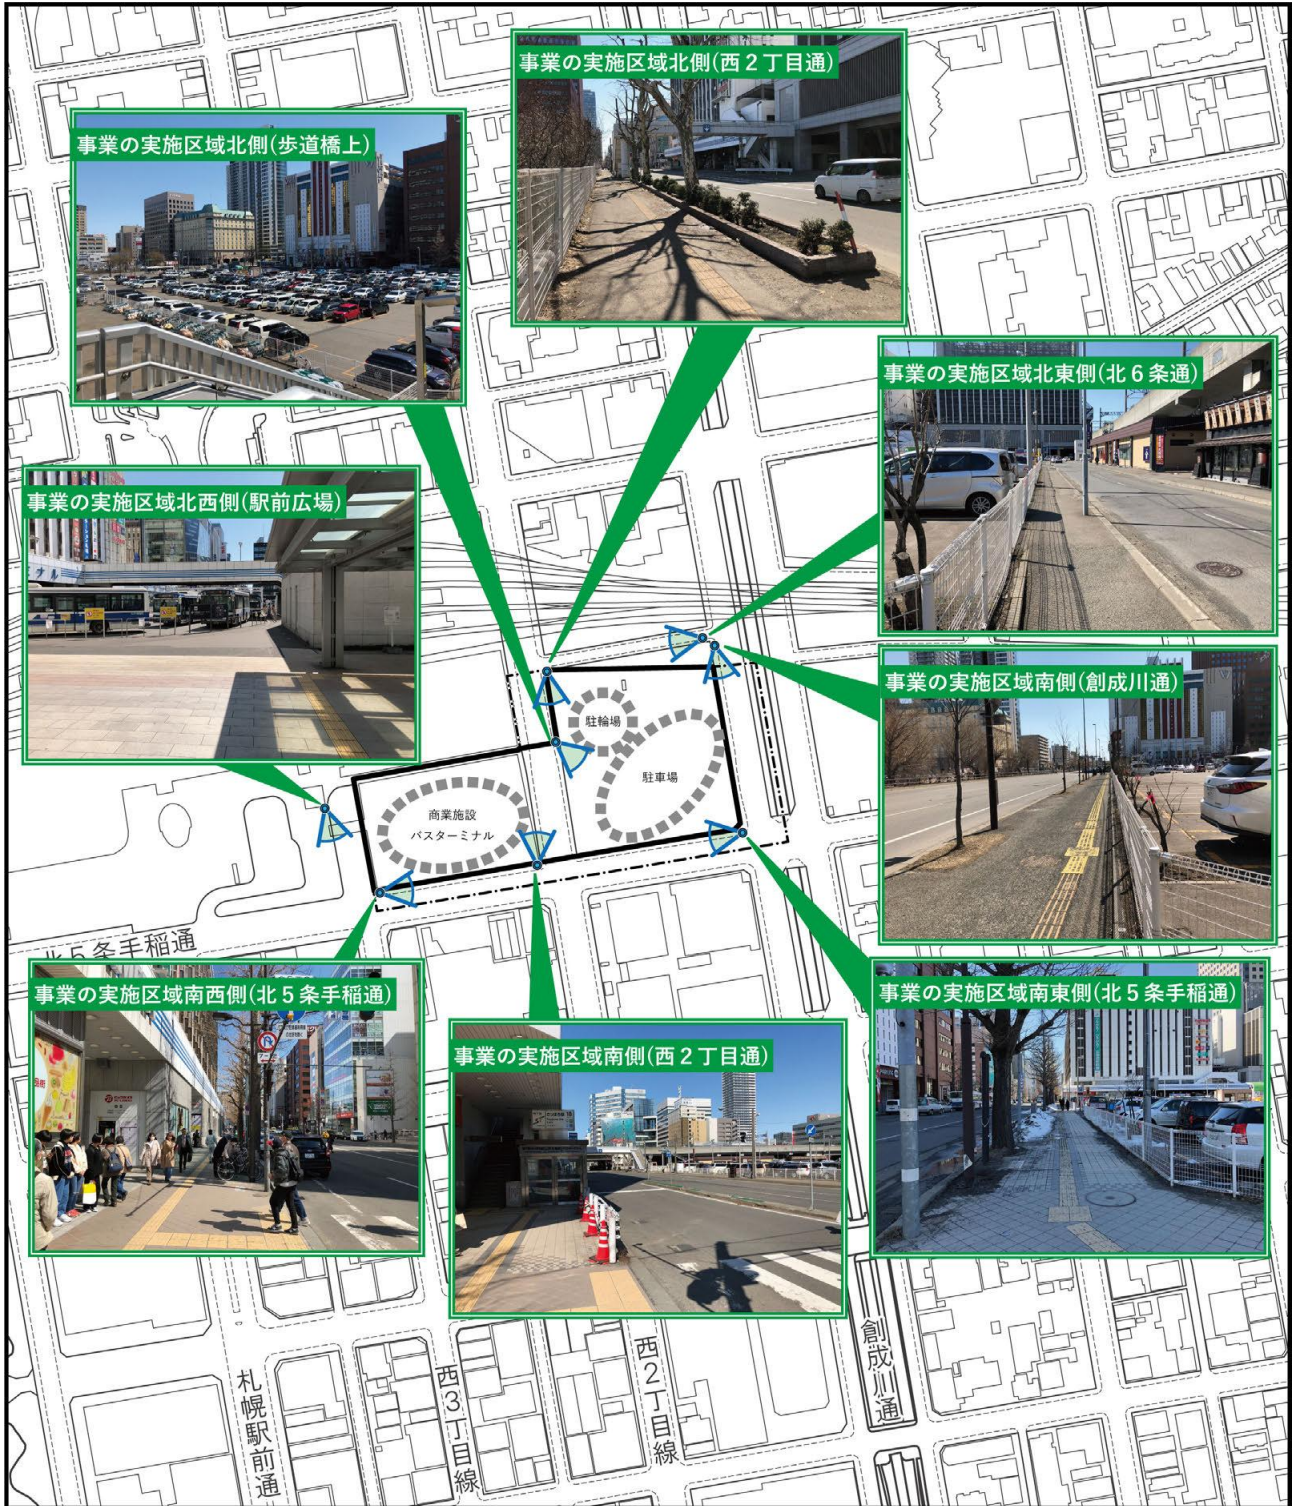 事業の実施区域北側(西２丁目通)
事業の実施区域北側(歩道橋上)
事業の実施区域北東側(北６条通)
事業の実施区域北西側(駅前広場)
事業の実施区域南側(創成川通)
駐輪場
駐車場
商業施設
バスターミナル
北５条手稲通
事業の実施区域南西側(北５条手稲通)
事業の実施区域南側(西２丁目通)
事業の実施区域南東側(北５条手稲通)
札幌駅前通
西３丁目線
西２丁目線
創成川通